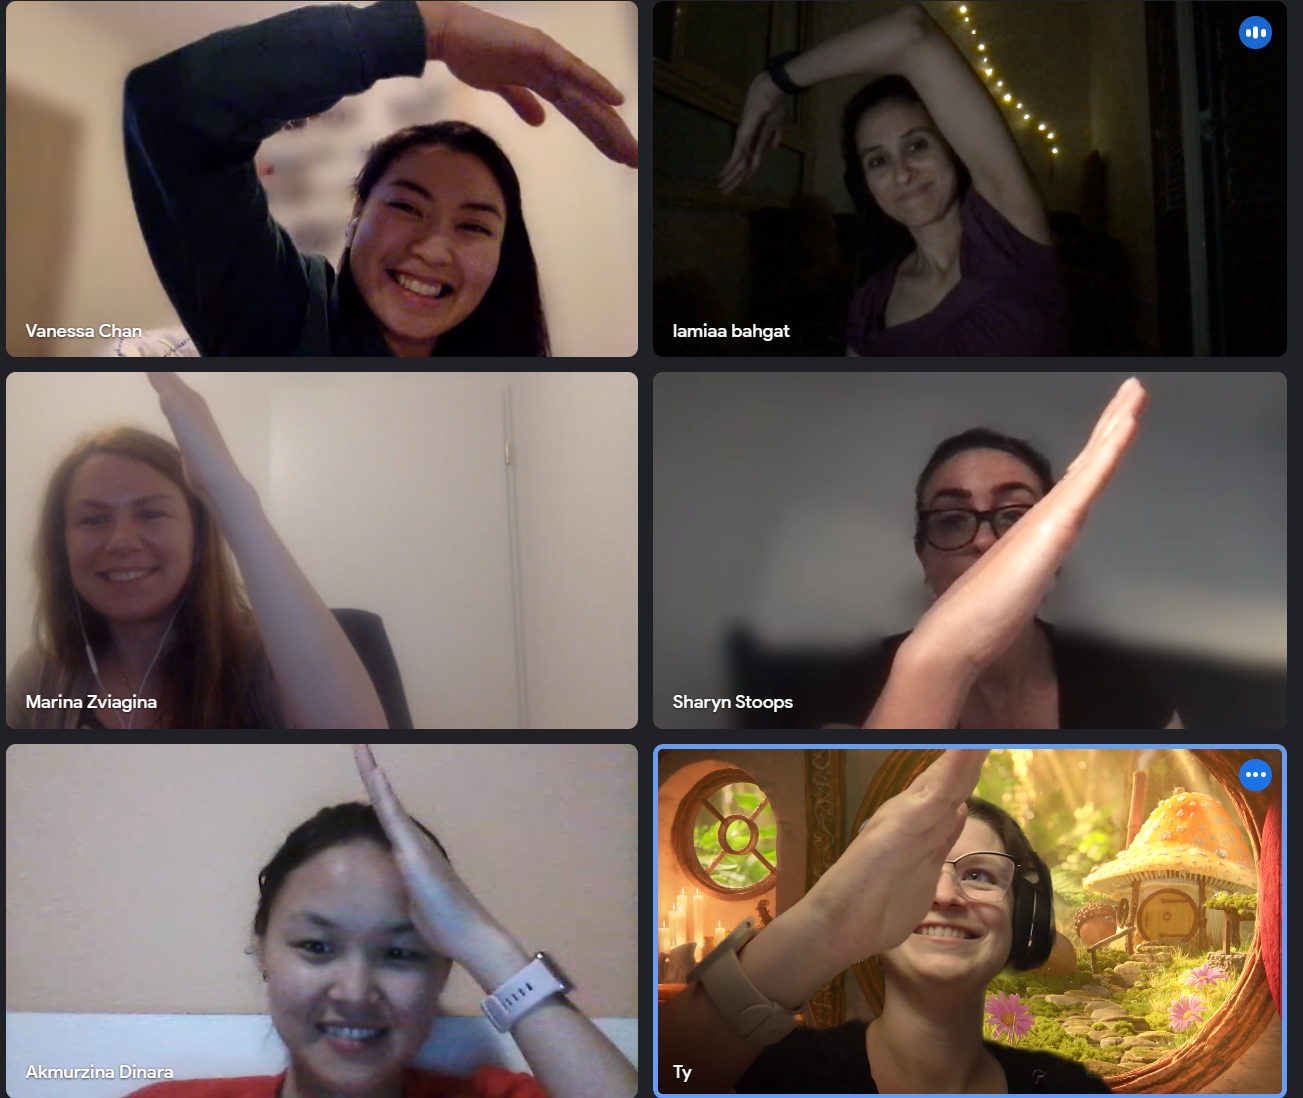 Vanessa Chan
lamiaa bahgat
Marina Zviagina
Sharyn Stoops
Akmurzina Dinara
Ty